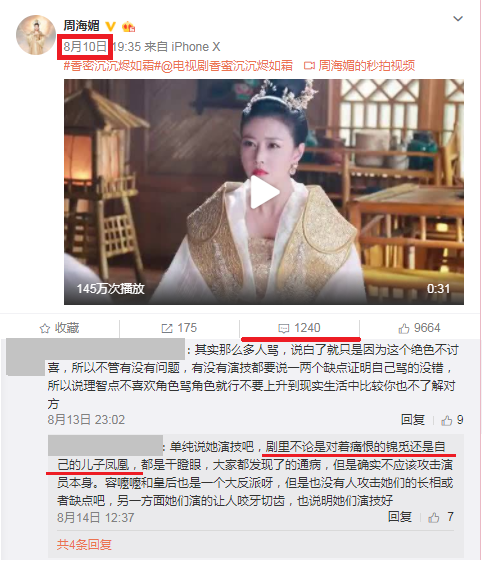 周海媚
8月10日 19:35 来自 iPhone X
#香密沉沉烬如霜#@电视剧香蜜沉沉烬如霜 周海媚的秒拍视频
145万次播放 0:31
收藏 175 1240 9664
：其实那么多人骂，说白了就只是因为这个绝色不讨
喜，所以不管有没有问题，有没有演技都要说一两个缺点证明自己骂的没错，
所以说理智点不喜欢角色骂角色就行不要上升到现实生活中比较你也不了解对
方
8月13日 23:02 回复 9
：单纯说她演技吧，剧里不论是对着痛恨的锦觅还是自
己的儿子凤凰，都是干瞪眼，大家都发现了的通病，但是确实不应该攻击演
员本身。容嬷嬷和皇后也是一个大反派呀，但是也没有人攻击她们的长相或
者缺点吧，另一方面她们演的让人咬牙切齿，也说明她们演技好
8月14日 12:37 回复 7
共4条回复